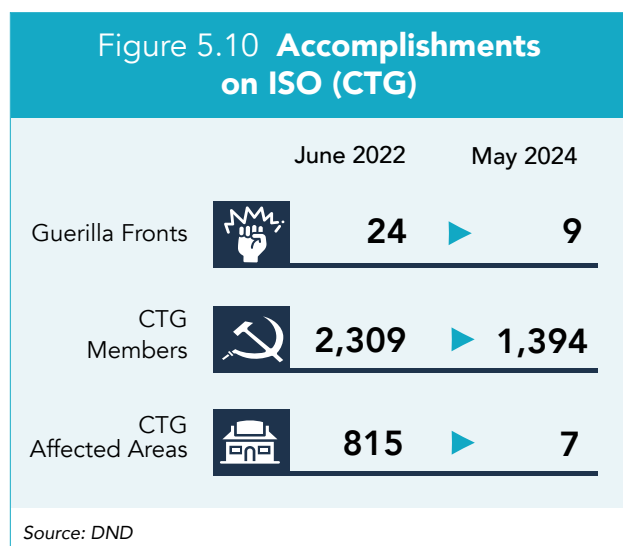 Figure 5.10 Accomplishments
on ISO (CTG)
June 2022 May 2024
Guerilla Fronts 24 9
CTG
Members 2,309 1,394
CTG
Affected Areas 815 7
Source: DND